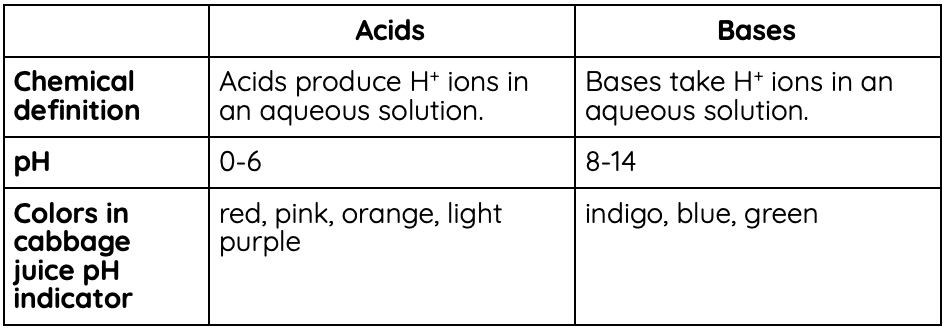 Acids
Bases
Chemical
definition
Acids produce H⁺ ions in
an aqueous solution.
Bases take H⁺ ions in an
aqueous solution.
pH
0-6
8-14
Colors in
cabbage
juice pH
indicator
red, pink, orange, light
purple
indigo, blue, green